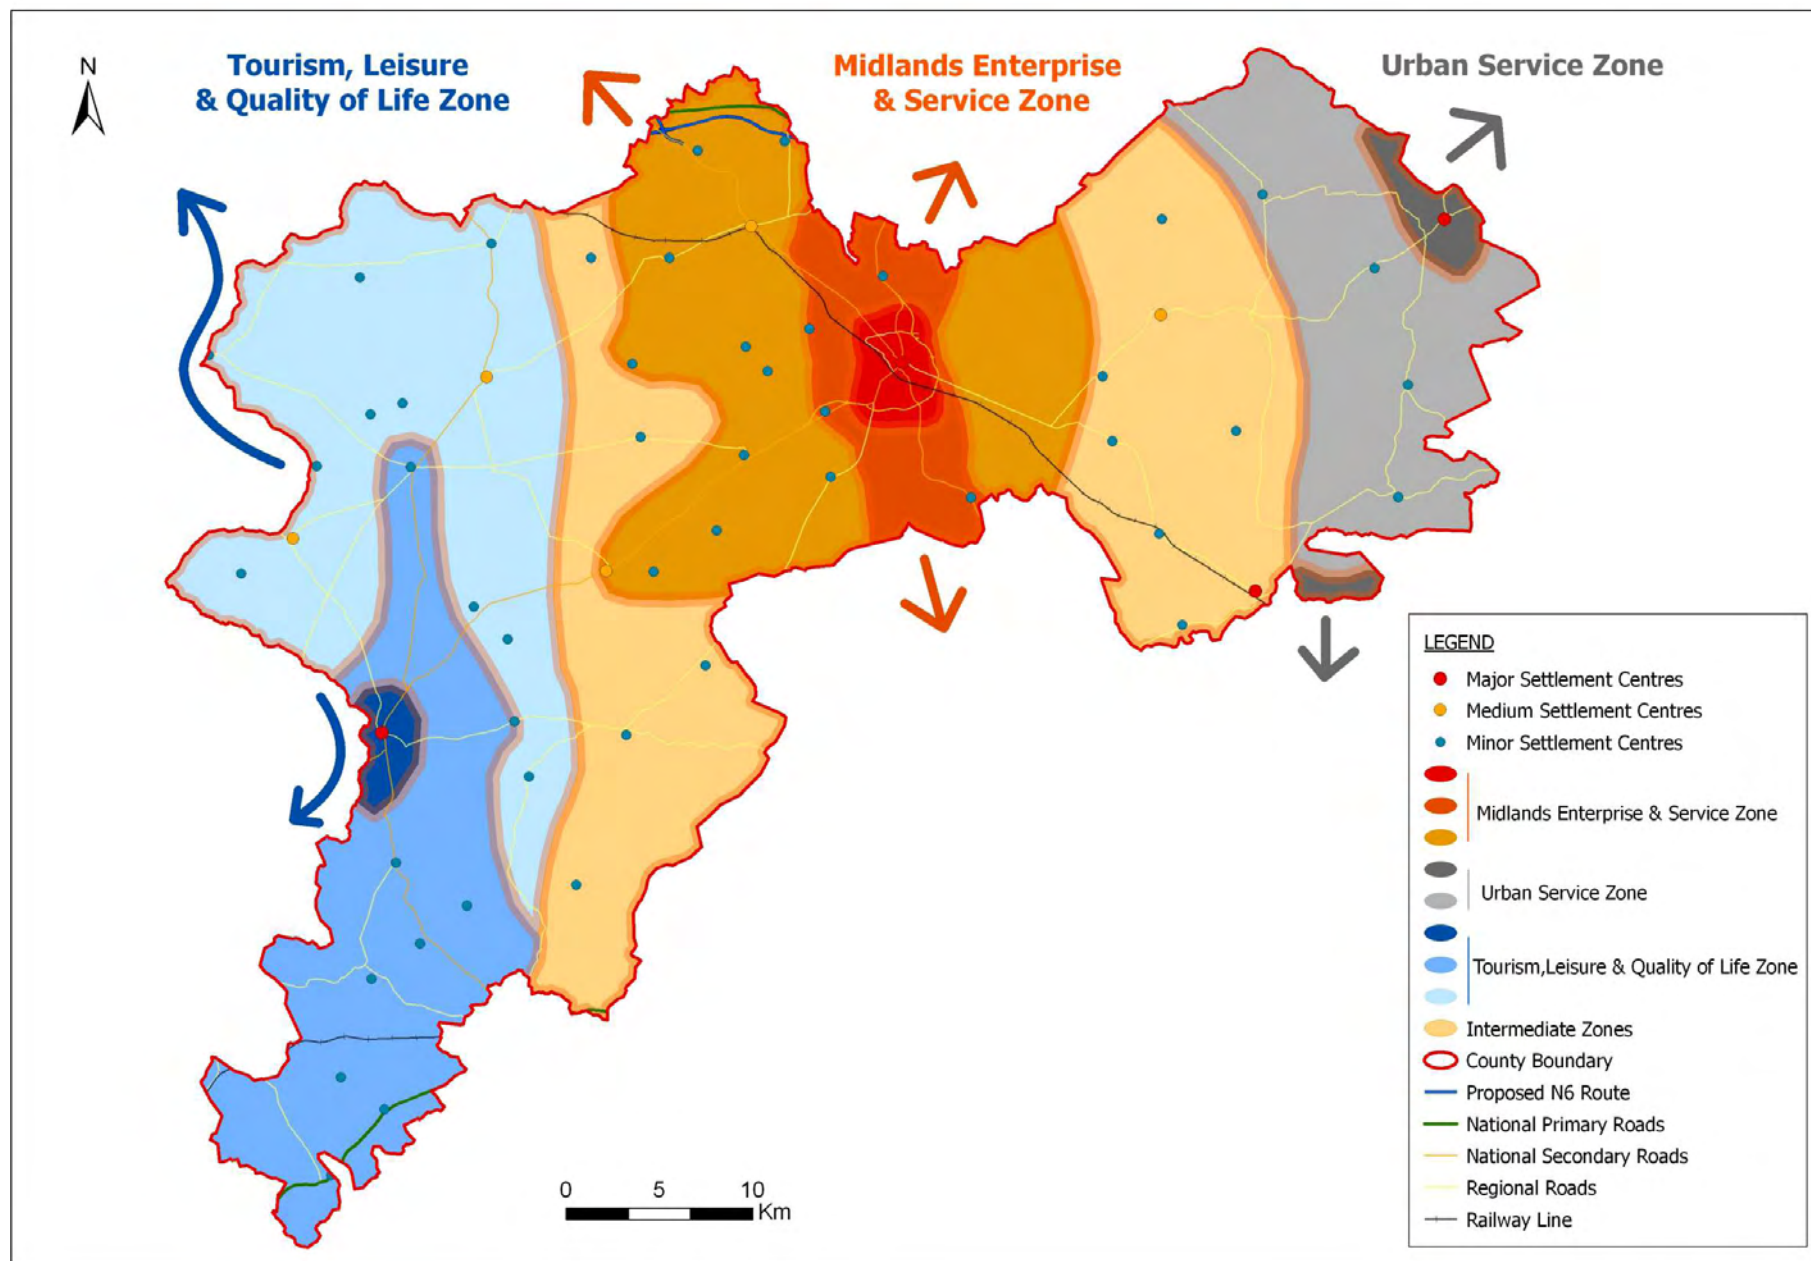 N
Tourism, Leisure
& Quality of Life Zone
Midlands Enterprise
& Service Zone
Urban Service Zone
LEGEND
Major Settlement Centres
Medium Settlement Centres
Minor Settlement Centres
Midlands Enterprise & Service Zone
Urban Service Zone
Tourism,Leisure & Quality of Life Zone
Intermediate Zones
County Boundary
Proposed N6 Route
National Primary Roads
National Secondary Roads
Regional Roads
Railway Line
0 5 10
Km